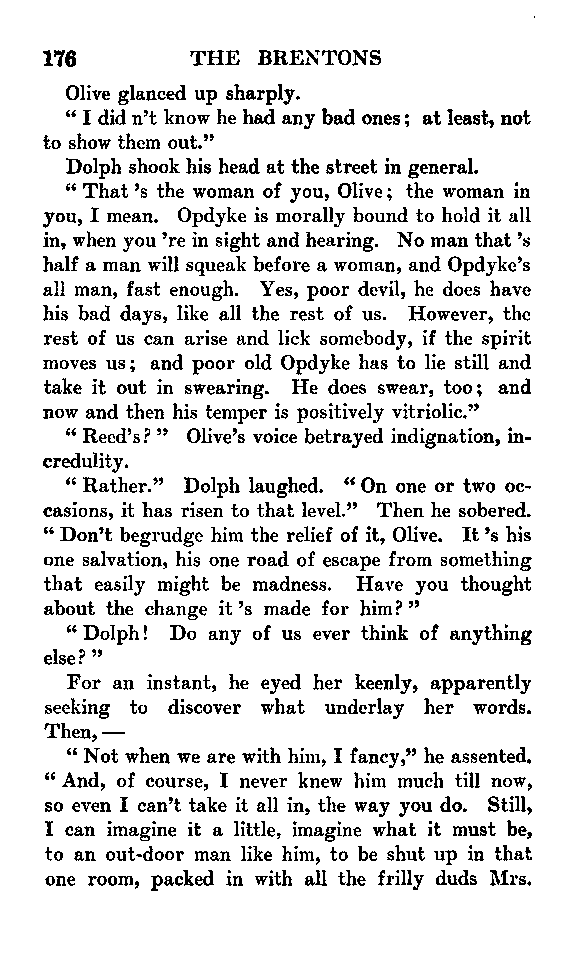 176 THE BRENTONS
Olive glanced up sharply.
" I did n't know he had any bad ones; at least, not
to show them out."
Dolph shook his head at the street in general.
" That 's the woman of you, Olive; the woman in
you, I mean. Opdyke is morally bound to hold it all
in, when you 're in sight and hearing. No man that 's
half a man will squeak before a woman, and Opdyke's
all man, fast enough. Yes, poor devil, he does have
his bad days, like all the rest of us. However, the
rest of us can arise and lick somebody, if the spirit
moves us; and poor old Opdyke has to lie still and
take it out in swearing. He does swear, too; and
now and then his temper is positively vitriolic."
" Reed's? " Olive's voice betrayed indignation, in-
credulity.
" Rather." Dolph laughed. " On one or two oc-
casions, it has risen to that level." Then he sobered.
" Don't begrudge him the relief of it, Olive. It 's his
one salvation, his one road of escape from something
that easily might be madness. Have you thought
about the change it 's made for him? "
" Dolph! Do any of us ever think of anything
else? "
For an instant, he eyed her keenly, apparently
seeking to discover what underlay her words.
Then, —
" Not when we are with him, I fancy," he assented.
" And, of course, I never knew him much till now,
so even I can't take it all in, the way you do. Still,
I can imagine it a little, imagine what it must be,
to an out-door man like him, to be shut up in that
one room, packed in with all the frilly duds Mrs.